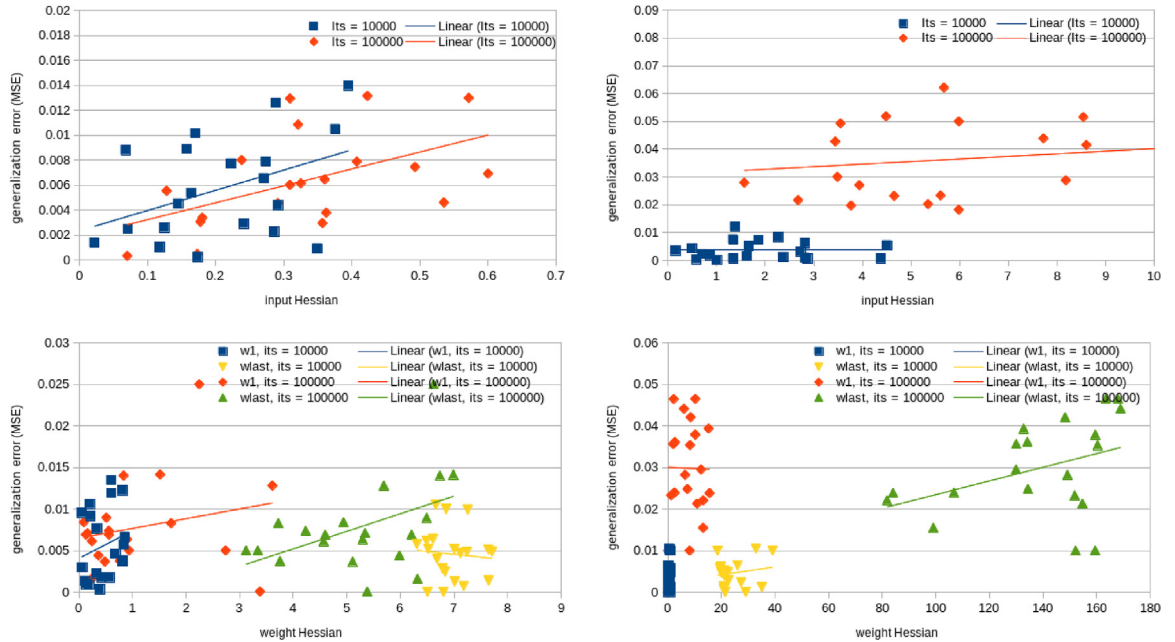 0.02
0.018
0.016
0.014
0.012
0.01
0.008
0.006
0.004
0.002
0
generalization error (MSE)
Its = 10000 Linear (Its = 10000)
Its = 100000 Linear (Its = 100000)
0.1 0.2 0.3 0.4 0.5 0.6 0.7
input Hessian
0.09
0.08
0.07
0.06
0.05
0.04
0.03
0.02
0.01
0
generalization error (MSE)
Its = 10000 Linear (Its = 10000)
Its = 100000 Linear (Its = 100000)
0 1 2 3 4 5 6 7 8 9 10
input Hessian
0.03
0.025
0.02
0.015
0.01
0.005
0
generalization error (MSE)
w1, its = 10000 Linear (w1, its = 10000)
wlast, its = 10000 Linear (wlast, its = 10000)
w1, its = 100000 Linear (w1, its = 100000)
wlast, its = 100000 Linear (wlast, its = 100000)
0 1 2 3 4 5 6 7 8 9
weight Hessian
0.06
0.05
0.04
0.03
0.02
0.01
0
generalization error (MSE)
w1, its = 10000 Linear (w1, its = 10000)
wlast, its = 10000 Linear (wlast, its = 10000)
w1, its = 100000 Linear (w1, its = 100000)
wlast, its = 100000 Linear (wlast, its = 100000)
0 20 40 60 80 100 120 140 160 180
weight Hessian